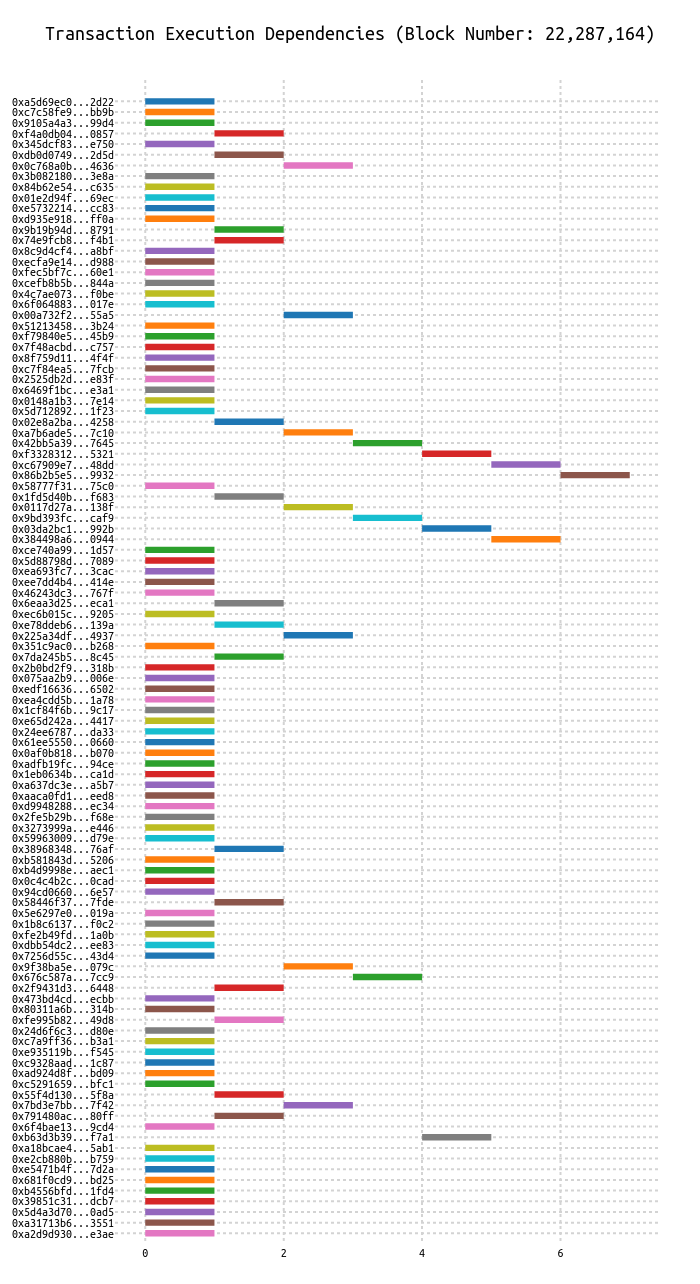 Transaction Execution Dependencies (Block Number: 22,287,164)
0xa5d69ec0...2d22
0xc7c58fe9...bb9b
0x9105a4a3...99d4
0xf4a0db04...0857
0x345dcf83...e750
0xdb0d0749...2d5d
0x0c768a0b...4636
0x3b082180...3e8a
0x84b62e54...c635
0x01e2d94f...69ec
0xe5732214...cc83
0xd935e918...ff0a
0x9b19b94d...8791
0x74e9fcb8...f4b1
0x8c9d4cf4...a8bf
0xecfa9e14...d988
0xfec5bf7c...60e1
0xcefb8b5b...844a
0x4c7ae073...f0be
0x6f064883...017e
0x00a732f2...55a5
0x51213458...3b24
0xf79840e5...45b9
0x7f48acbd...c757
0x8f759d11...4f4f
0xc7f84ea5...7fcb
0x2525db2d...e83f
0x6469f1bc...e3a1
0x0148a1b3...7e14
0x5d712892...1f23
0x02e8a2ba...4258
0xa7b6ade5...7c10
0x42bb5a39...7645
0xf3328312...5321
0xc67909e7...48dd
0x86b2b5e5...9932
0x58777f31...75c0
0x1fd5d40b...f683
0x0117d27a...138f
0x9bd393fc...caf9
0x03da2bc1...992b
0x384498a6...0944
0xce740a99...1d57
0x5d88798d...7089
0xea693fc7...3cac
0xee7dd4b4...414e
0x46243dc3...767f
0x6eaa3d25...eca1
0xec6b015c...9205
0xe78ddeb6...139a
0x225a34df...4937
0x351c9ac0...b268
0x7da245b5...8c45
0x2b0bd2f9...318b
0x075aa2b9...006e
0xedf16636...6502
0xea4cdd5b...1a78
0x1cf84f6b...9c17
0xe65d242a...4417
0x24ee6787...da33
0x61ee5550...0660
0x0af0b818...b070
0xadfb19fc...94ce
0x1eb0634b...ca1d
0xa637dc3e...a5b7
0xaaca0fd1...eed8
0xd9948288...ec34
0x2fe5b29b...f68e
0x3273999a...e446
0x59963009...d79e
0x38968348...76af
0xb581843d...5206
0xb4d9998e...aec1
0x0c4c4b2c...0cad
0x94cd0660...6e57
0x58446f37...7fde
0x5e6297e0...019a
0x1b8c6137...f0c2
0xfe2b49fd...1a0b
0xdbb54dc2...ee83
0x7256d55c...43d4
0x9f38ba5e...079c
0x676c587a...7cc9
0x2f9431d3...6448
0x473bd4cd...ecbb
0x80311a6b...314b
0xfe995b82...49d8
0x24d6f6c3...d80e
0xc7a9ff36...b3a1
0xe935119b...f545
0xc9328aad...1c87
0xad924d8f...bd09
0xc5291659...bfc1
0x55f4d130...5f8a
0x7bd3e7bb...7f42
0x791480ac...80ff
0x6f4bae13...9cd4
0xb63d3b39...f7a1
0xa18bcae4...5ab1
0xe2cb880b...b759
0xe5471b4f...7d2a
0x681f0cd9...bd25
0xb4556bfd...1fd4
0x39851c31...dcb7
0x5d4a3d70...0ad5
0xa31713b6...3551
0xa2d9d930...e3ae
0 2 4 6